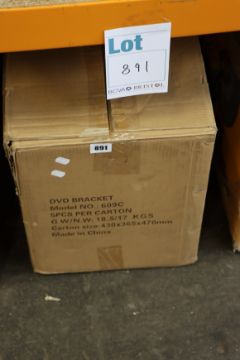 Lot
891
891
DVD BRACKET
Model NO.: 609C
5PCS PER CARTON
G.W/N.W: 18.5/17 KGS
Carton size: 430x365x470mm
Made in China